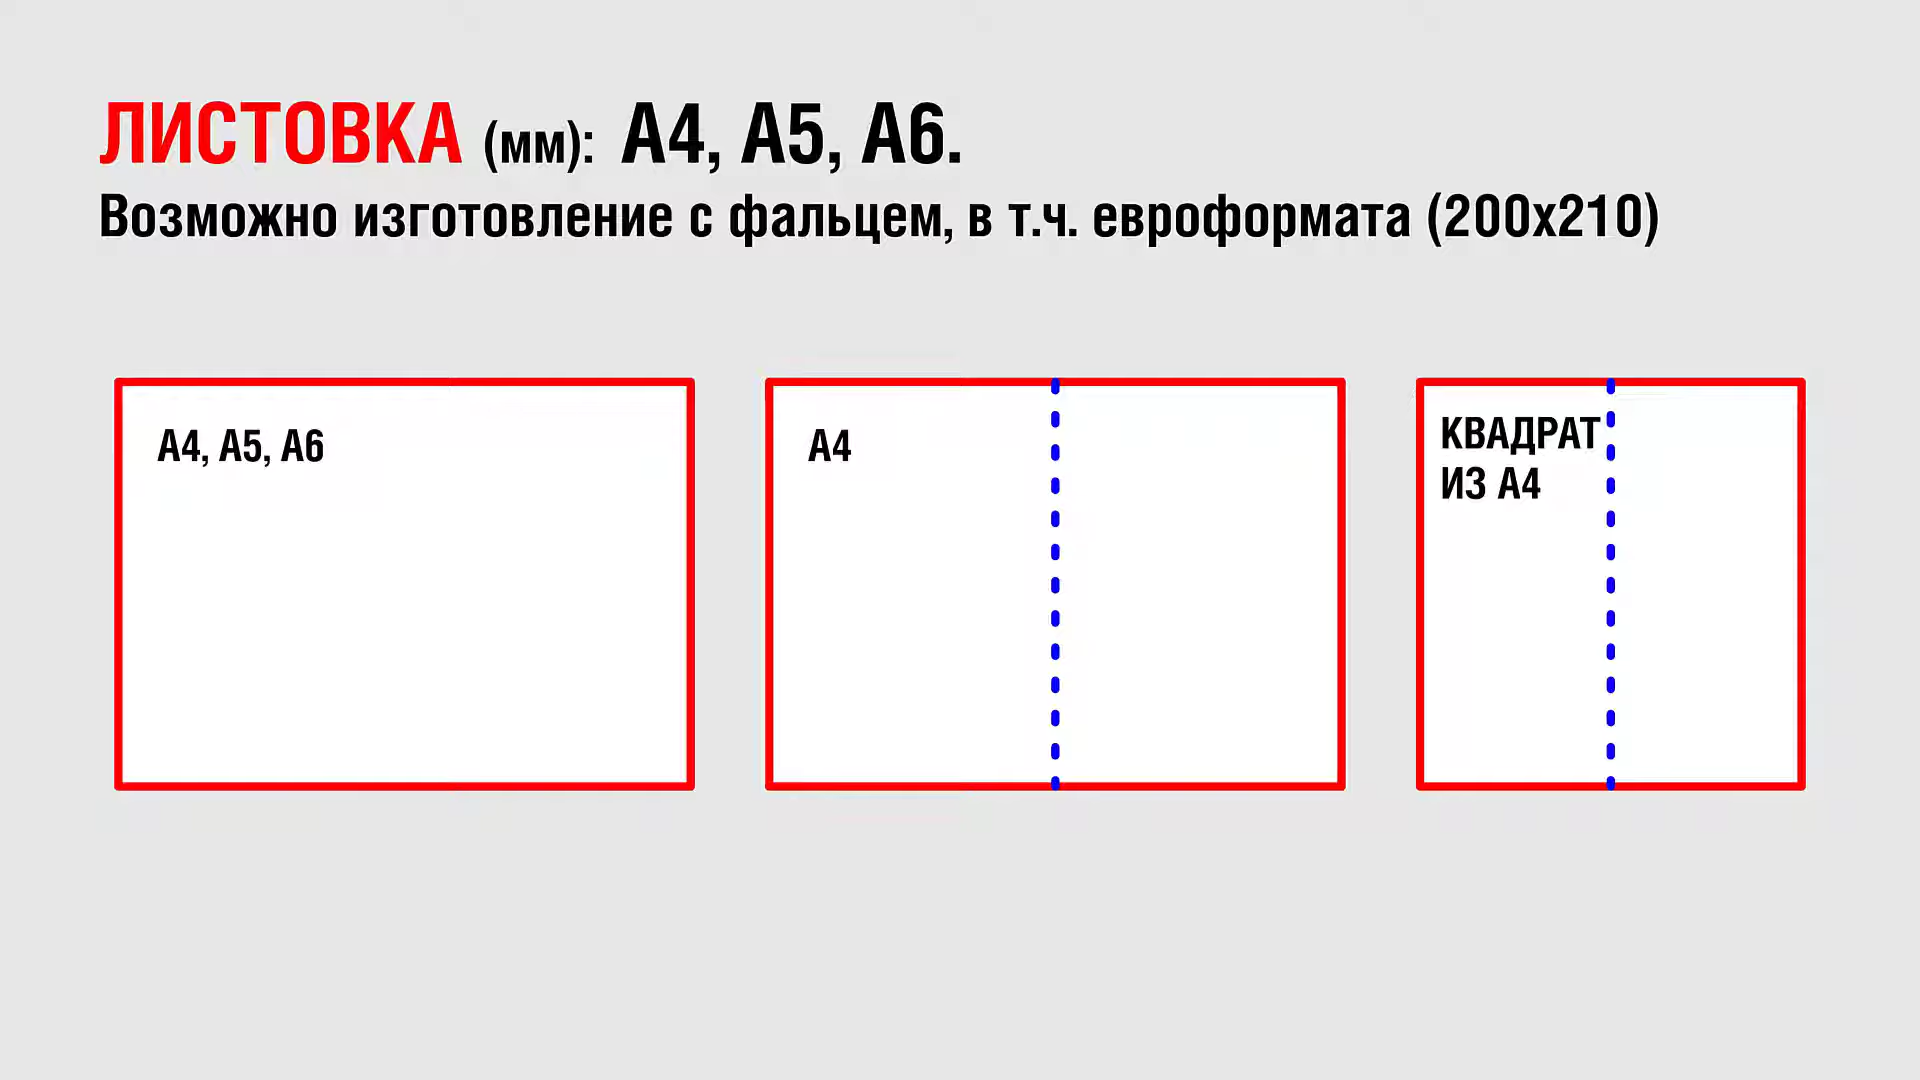 ЛИСТОВКА (мм): А4, А5, А6.
Возможно изготовление с фальцем, в т.ч. евроформата (200х210)
А4, А5, А6
А4
КВАДРАТ
ИЗ А4